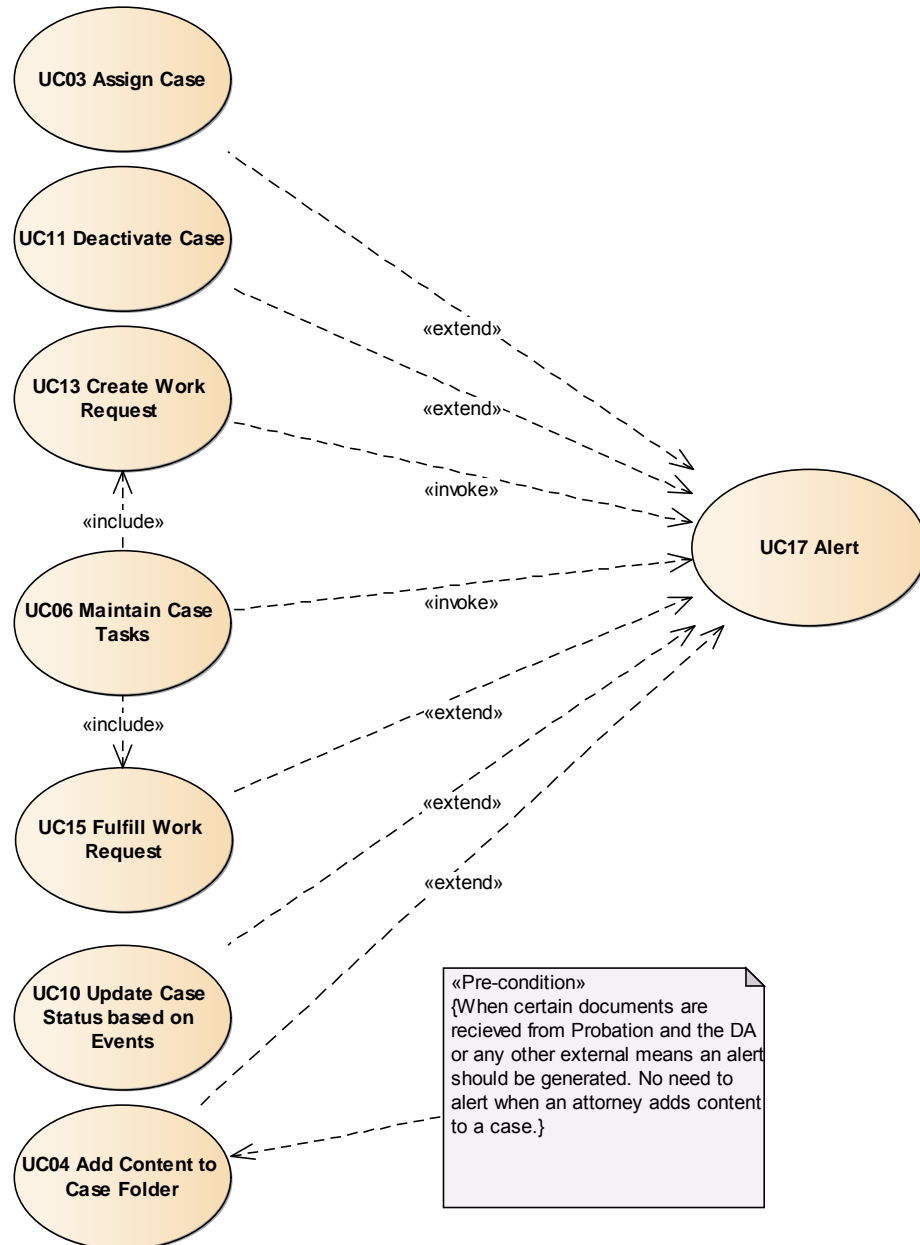 UC03 Assign Case
UC11 Deactivate Case
«extend»
UC13 Create Work
Request
«extend»
«invoke»
«include»
UC17 Alert
UC06 Maintain Case
Tasks
«invoke»
«include»
«extend»
UC15 Fulfill Work
Request
«extend»
«extend»
UC10 Update Case
Status based on
Events
«Pre-condition»
{When certain documents are
recieved from Probation and the DA
or any other external means an alert
should be generated. No need to
alert when an attorney adds content
to a case.}
UC04 Add Content to
Case Folder